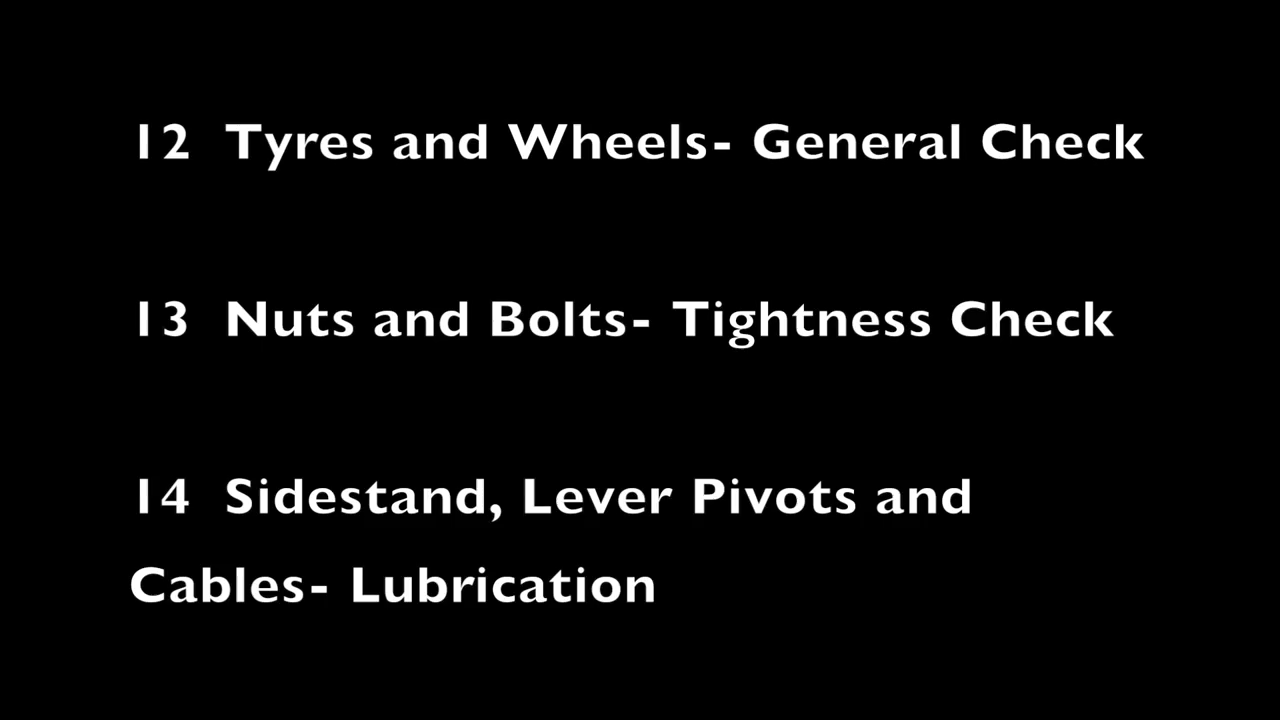 12 Tyres and Wheels- General Check
13 Nuts and Bolts- Tightness Check
14 Sidestand, Lever Pivots and
Cables- Lubrication